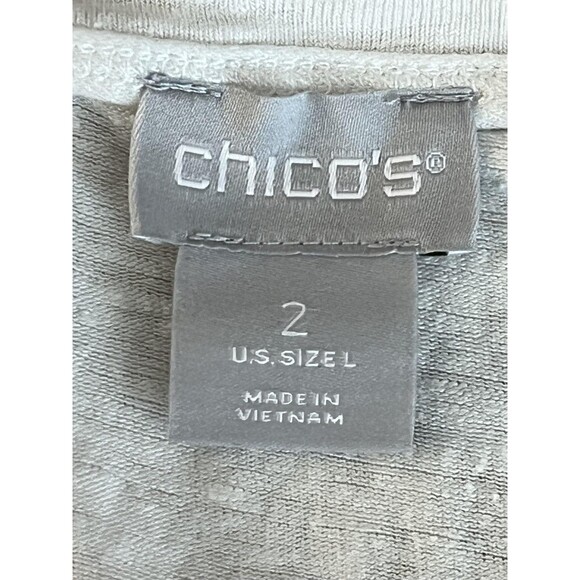 chico's®
2
U.S. SIZE L
MADE IN
VIETNAM